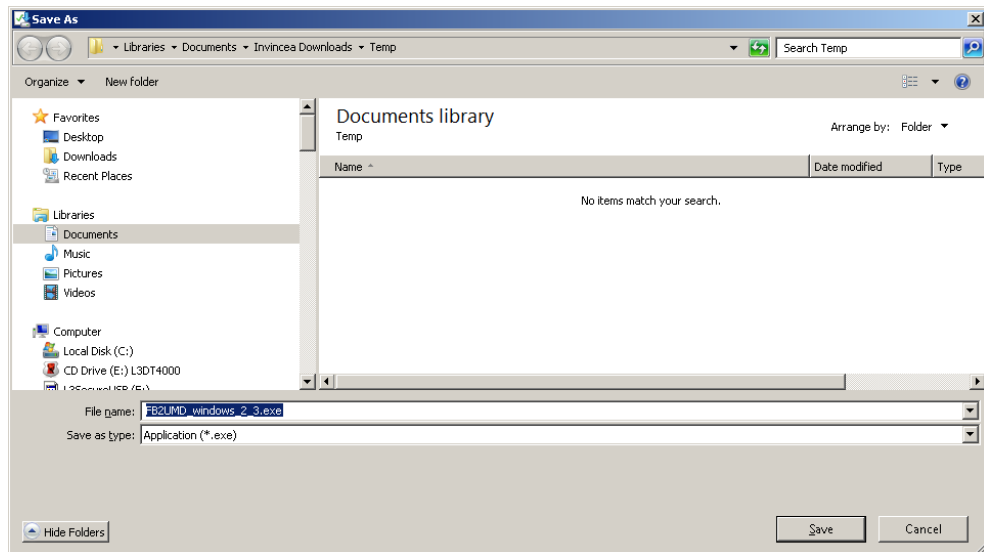 Save As
Libraries Documents Invincea Downloads Temp Search Temp
Organize New folder
Favorites
Desktop
Downloads
Recent Places
Libraries
Documents
Music
Pictures
Videos
Computer
Local Disk (C:)
CD Drive (E:) L3DT4000
Documents library
Temp
Arrange by: Folder
Name Date modified Type
No items match your search.
File name: FB2UMD_windows_2_3.exe
Save as type: Application (*.exe)
Hide Folders Save Cancel